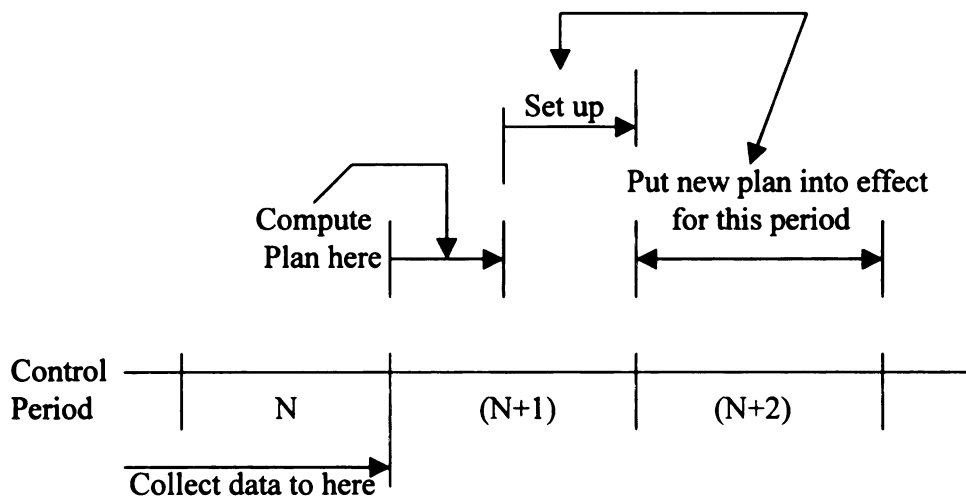 Set up
Put new plan into effect
for this period
Compute
Plan here
Control
Period
N
(N+1)
(N+2)
Collect data to here